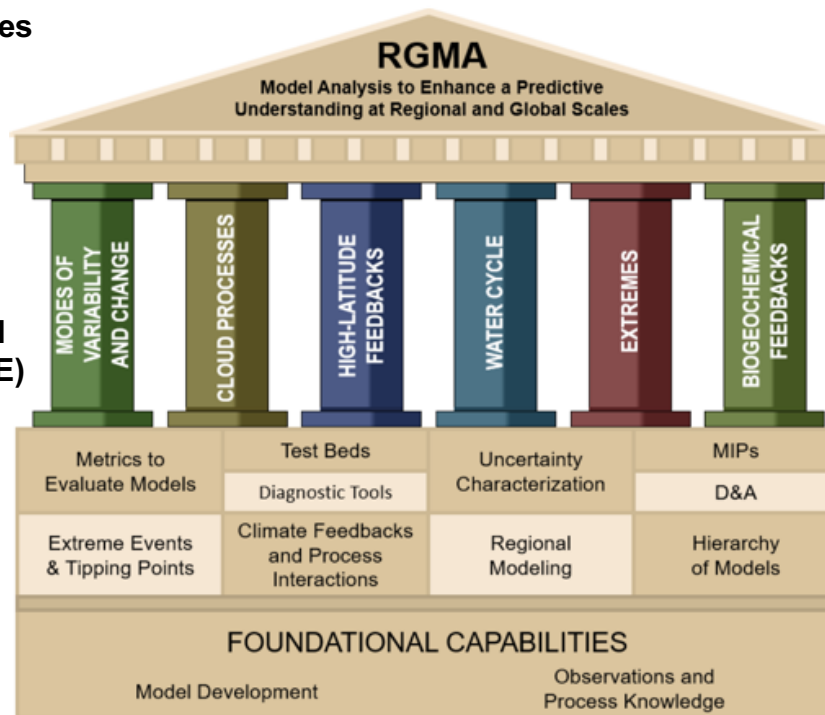 es
RGMA
Model Analysis to Enhance a Predictive
Understanding at Regional and Global Scales
MODES OF
VARIABILITY
AND CHANGE
CLOUD PROCESSES
HIGH-LATITUDE
FEEDBACKS
WATER CYCLE
EXTREMES
BIOGEOCHEMICAL
FEEDBACKS
E)
Metrics to
Evaluate Models
Test Beds
Diagnostic Tools
Uncertainty
Characterization
MIPs
D&A
Extreme Events
& Tipping Points
Climate Feedbacks
and Process
Interactions
Regional
Modeling
Hierarchy
of Models
FOUNDATIONAL CAPABILITIES
Model Development
Observations and
Process Knowledge